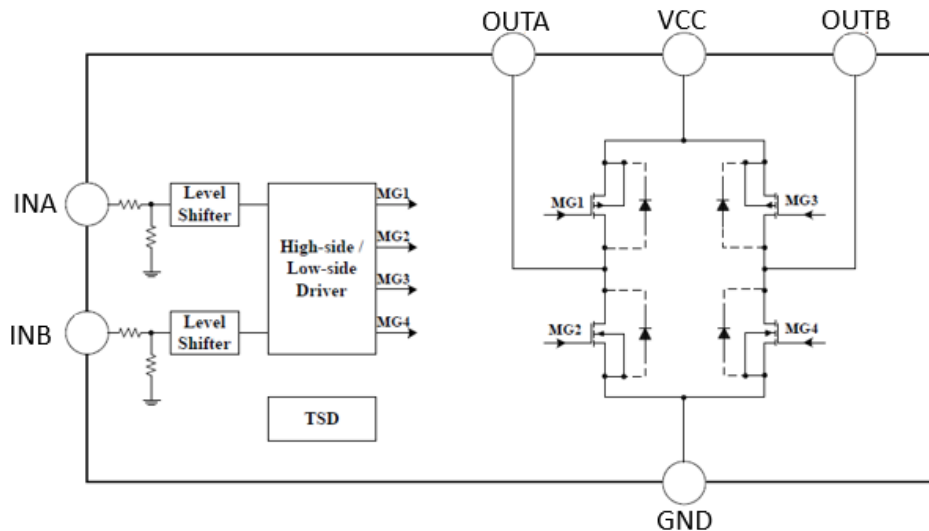 OUTA
VCC
OUTB
INA
Level
Shifter
High-side /
Low-side
Driver
MG1
MG2
MG3
MG4
INB
Level
Shifter
TSD
MG1
MG3
MG2
MG4
GND